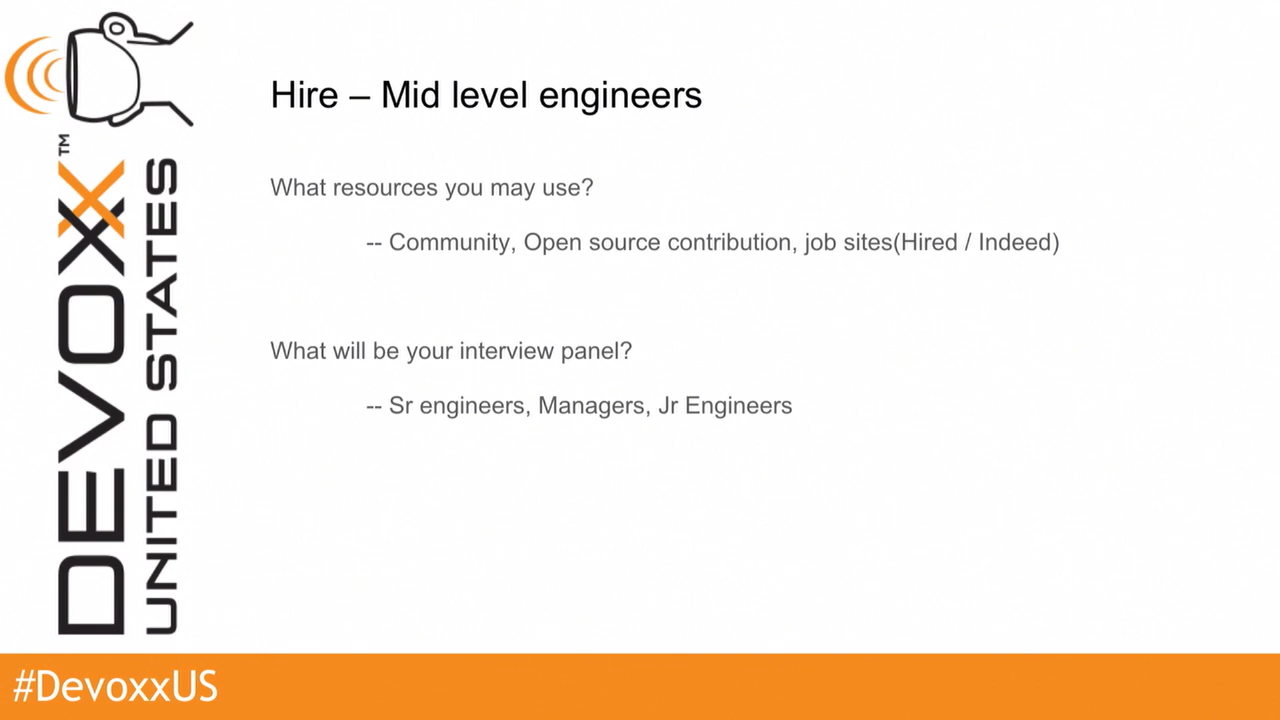 DEVOXX™
UNITED STATES
Hire – Mid level engineers
What resources you may use?
-- Community, Open source contribution, job sites(Hired / Indeed)
What will be your interview panel?
-- Sr engineers, Managers, Jr Engineers
#DevoxxUS